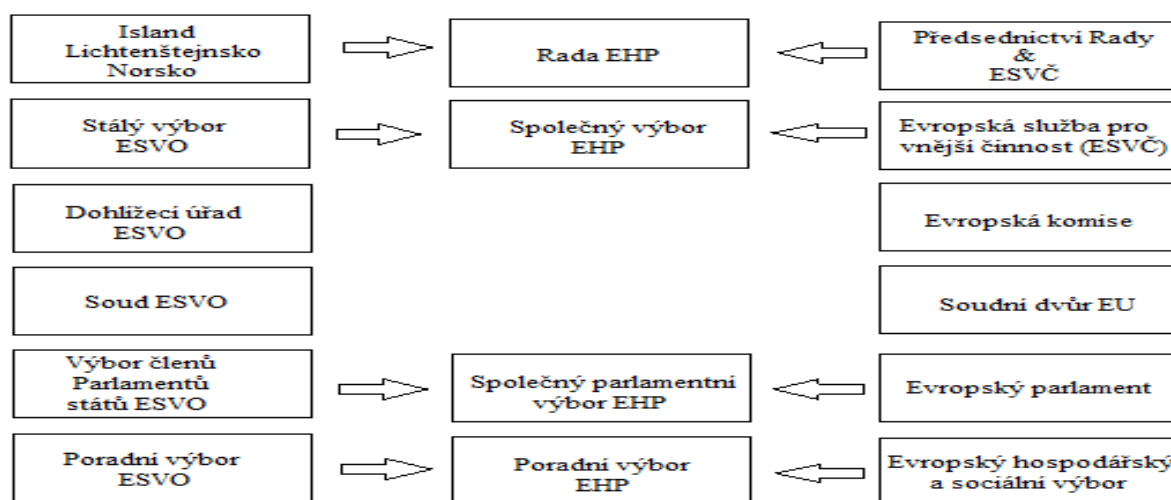 Island
Lichtenštejnsko
Norsko
Rada EHP
Předsednictví Rady
&
ESVČ
Stálý výbor
ESVO
Společný výbor
EHP
Evropská služba pro
vnější činnost (ESVČ)
Dohlížecí úřad
ESVO
Evropská komise
Soud ESVO
Soudní dvůr EU
Výbor členů
Parlamentů
států ESVO
Společný parlamentní
výbor EHP
Evropský parlament
Poradní výbor
ESVO
Poradní výbor
EHP
Evropský hospodářský
a sociální výbor